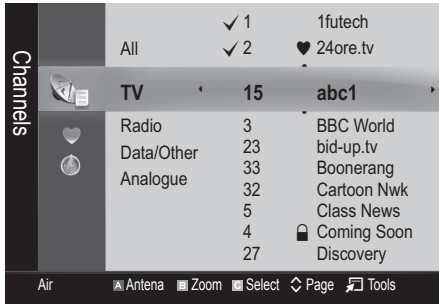 Channels
✓ 1 1futech
All ✓ 2 ♥ 24ore.tv
TV 15 abc1
Radio 3 BBC World
Data/Other 23 bid-up.tv
Analogue 33 Boonerang
32 Cartoon Nwk
5 Class News
4 Coming Soon
27 Discovery
Air A Antena B Zoom C Select Page Tools